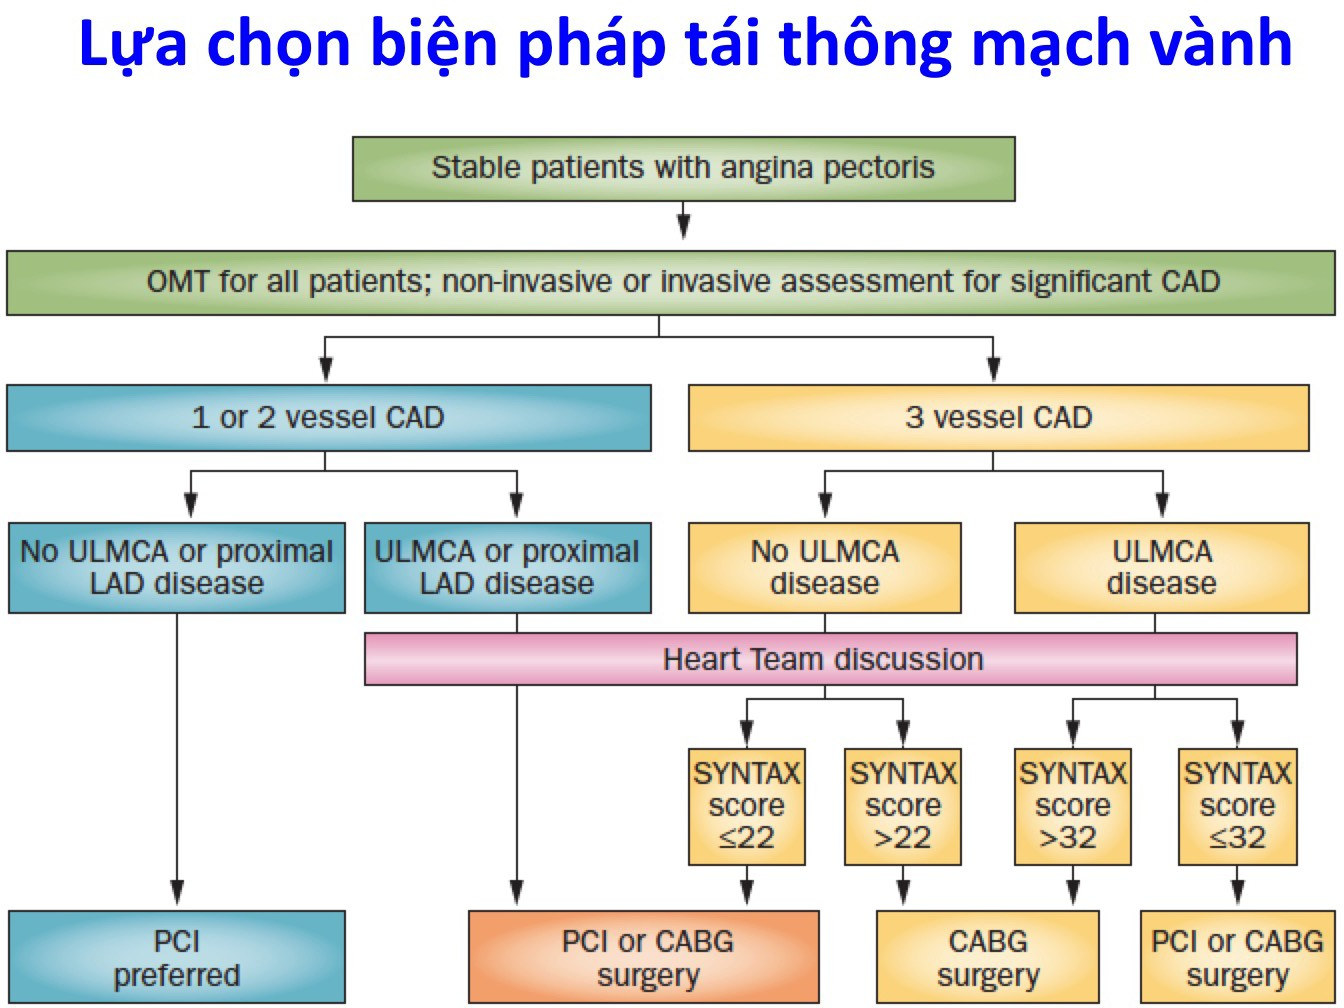 Lựa chọn biện pháp tái thông mạch vành
Stable patients with angina pectoris
OMT for all patients; non-invasive or invasive assessment for significant CAD
1 or 2 vessel CAD
3 vessel CAD
No ULMCA or proximal
LAD disease
ULMCA or proximal
LAD disease
No ULMCA
disease
ULMCA
disease
Heart Team discussion
SYNTAX
score
≤22
SYNTAX
score
>22
SYNTAX
score
>32
SYNTAX
score
≤32
PCI
preferred
PCI or CABG
surgery
CABG
surgery
PCI or CABG
surgery